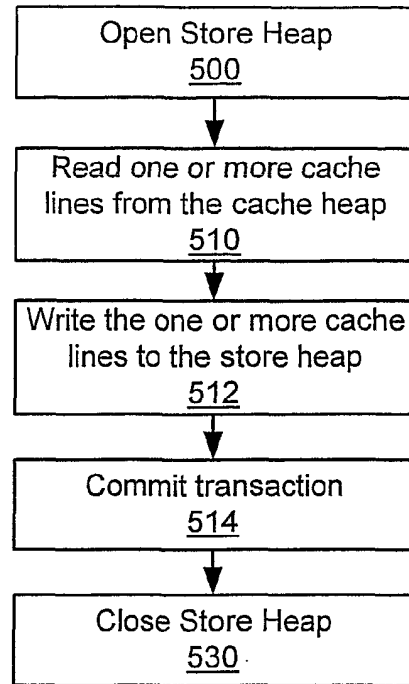 Open Store Heap
500
Read one or more cache
lines from the cache heap
510
Write the one or more cache
lines to the store heap
512
Commit transaction
514
Close Store Heap
530